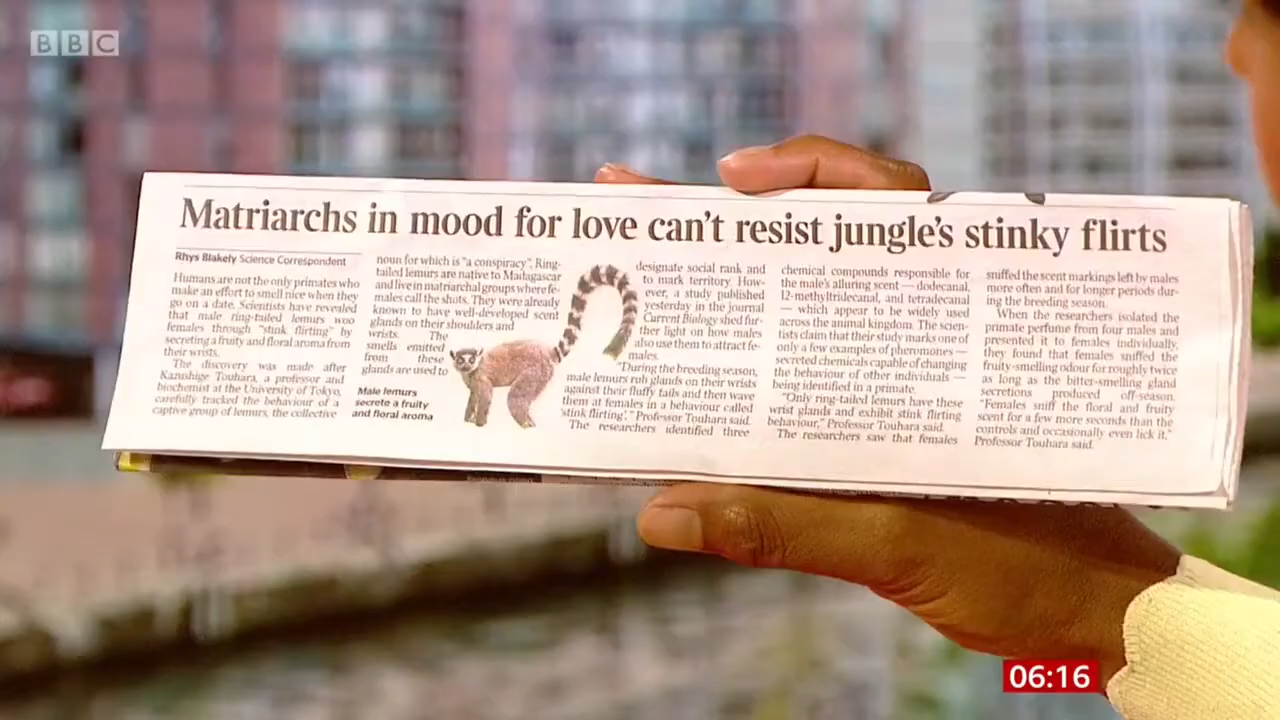 BBC
Matriarchs in mood for love can't resist jungle's stinky flirts
Rhys Blakely Science Correspondent
Humans are not the only primates who
make an effort to smell nice when they
go on a date. Scientists have revealed
that male ring-tailed lemurs woo
females through "stink flirting" by
secreting a fruity and floral aroma from
their wrists.
The discovery was made after
Kazushige Touhara, a professor and
biochemist at the University of Tokyo,
carefully tracked the behaviour of a
captive group of lemurs, the collective
noun for which is "a conspiracy". Ring-
tailed lemurs are native to Madagascar
and live in matriarchal groups where fe-
males call the shots. They were already
known to have well-developed scent
glands on their shoulders and
wrists. The
smells emitted
from these
glands are used to
Male lemurs
secrete a fruity
and floral aroma
designate social rank and
to mark territory. How-
ever, a study published
yesterday in the journal
Current Biology shed fur-
ther light on how males
also use them to attract fe-
males.
"During the breeding season,
male lemurs rub glands on their wrists
against their fluffy tails and then wave
them at females in a behaviour called
'stink flirting'," Professor Touhara said.
The researchers identified three
chemical compounds responsible for
the male's alluring scent — dodecanal,
12-methyltridecanal, and tetradecanal
— which appear to be widely used
across the animal kingdom. The scien-
tists claim that their study marks one of
only a few examples of pheromones —
secreted chemicals capable of changing
the behaviour of other individuals —
being identified in a primate.
"Only ring-tailed lemurs have these
wrist glands and exhibit stink flirting
behaviour," Professor Touhara said.
The researchers saw that females
sniffed the scent markings left by males
more often and for longer periods dur-
ing the breeding season.
When the researchers isolated the
primate perfume from four males and
presented it to females individually,
they found that females sniffed the
fruity-smelling odour for roughly twice
as long as the bitter-smelling gland
secretions produced off-season.
"Females sniff the floral and fruity
scent for a few more seconds than the
controls and occasionally even lick it,"
Professor Touhara said.
06:16